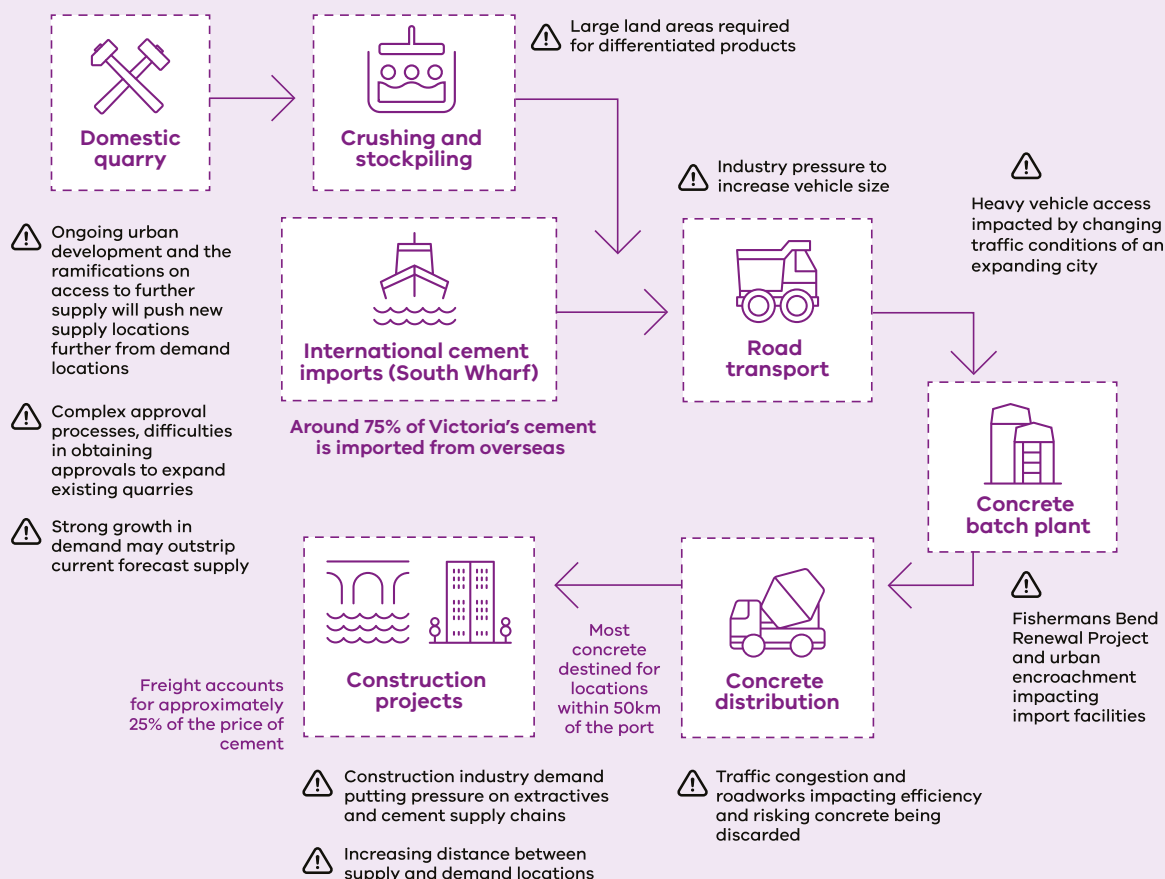 Large land areas required
for differentiated products
Domestic
quarry
Crushing and
stockpiling
Industry pressure to
increase vehicle size
Heavy vehicle access
impacted by changing
traffic conditions of an
expanding city
Ongoing urban
development and the
ramifications on
access to further
supply will push new
supply locations
further from demand
locations
International cement
imports (South Wharf)
Road
transport
Around 75% of Victoria's cement
is imported from overseas
Complex approval
processes, difficulties
in obtaining
approvals to expand
existing quarries
Concrete
batch plant
Strong growth in
demand may outstrip
current forecast supply
Fishermans Bend
Renewal Project
and urban
encroachment
impacting
import facilities
Most
concrete
destined for
locations
within 50km
of the port
Concrete
distribution
Construction
projects
Freight accounts
for approximately
25% of the price of
cement
Construction industry demand
putting pressure on extractives
and cement supply chains
Traffic congestion and
roadworks impacting efficiency
and risking concrete being
discarded
Increasing distance between
supply and demand locations